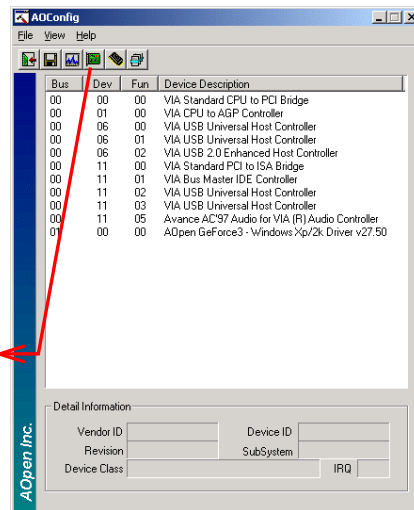 AOConfig
File View Help
Bus Dev Fun Device Description
00 00 00 VIA Standard CPU to PCI Bridge
00 01 00 VIA CPU to AGP Controller
00 06 00 VIA USB Universal Host Controller
00 06 01 VIA USB Universal Host Controller
00 06 02 VIA USB 2.0 Enhanced Host Controller
00 11 00 VIA Standard PCI to ISA Bridge
00 11 01 VIA Bus Master IDE Controller
00 11 02 VIA USB Universal Host Controller
00 11 03 VIA USB Universal Host Controller
00 11 05 Avance AC'97 Audio for VIA (R) Audio Controller
01 00 00 AOpen GeForce3 - Windows Xp/2k Driver v27.50
Detail Information
Vendor ID Device ID
Revision SubSystem
Device Class IRQ
AOpen Inc.